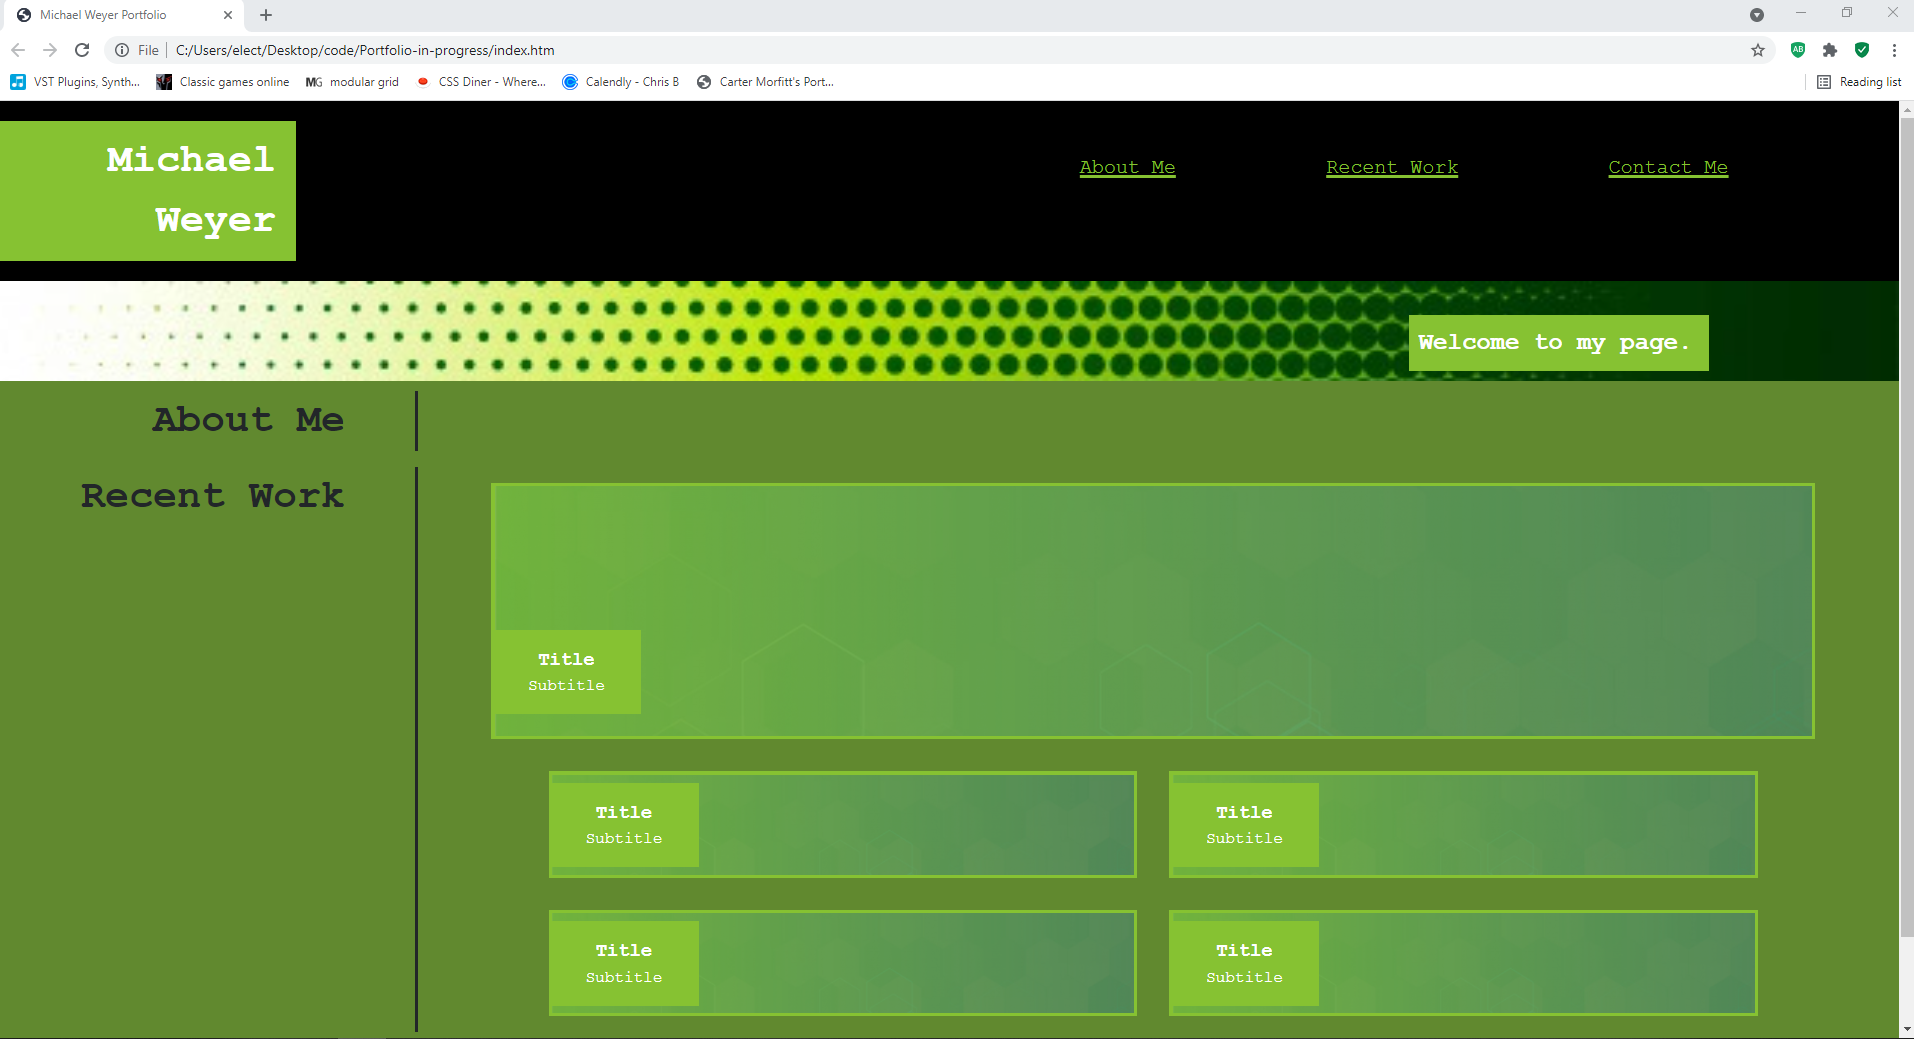 Michael Weyer Portfolio
File C:/Users/elect/Desktop/code/Portfolio-in-progress/index.htm
AB
VST Plugins, Synth... Classic games online MG modular grid CSS Diner - Where... Calendly - Chris B Carter Morfitt's Port... Reading list
Michael
Weyer
About Me Recent Work Contact Me
Welcome to my page.
About Me
Recent Work
Title
Subtitle
Title
Subtitle
Title
Subtitle
Title
Subtitle
Title
Subtitle